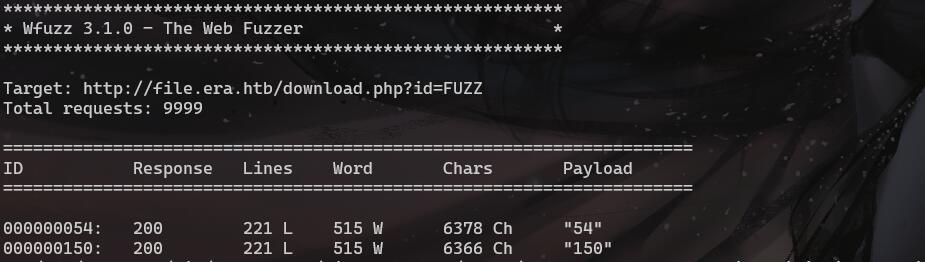 ********************************************************
* Wfuzz 3.1.0 - The Web Fuzzer                         *
********************************************************
Target: http://file.era.htb/download.php?id=FUZZ
Total requests: 9999
=====================================================================
ID           Response   Lines    Word       Chars       Payload
=====================================================================
000000054:   200        221 L    515 W      6378 Ch     "54"
000000150:   200        221 L    515 W      6366 Ch     "150"